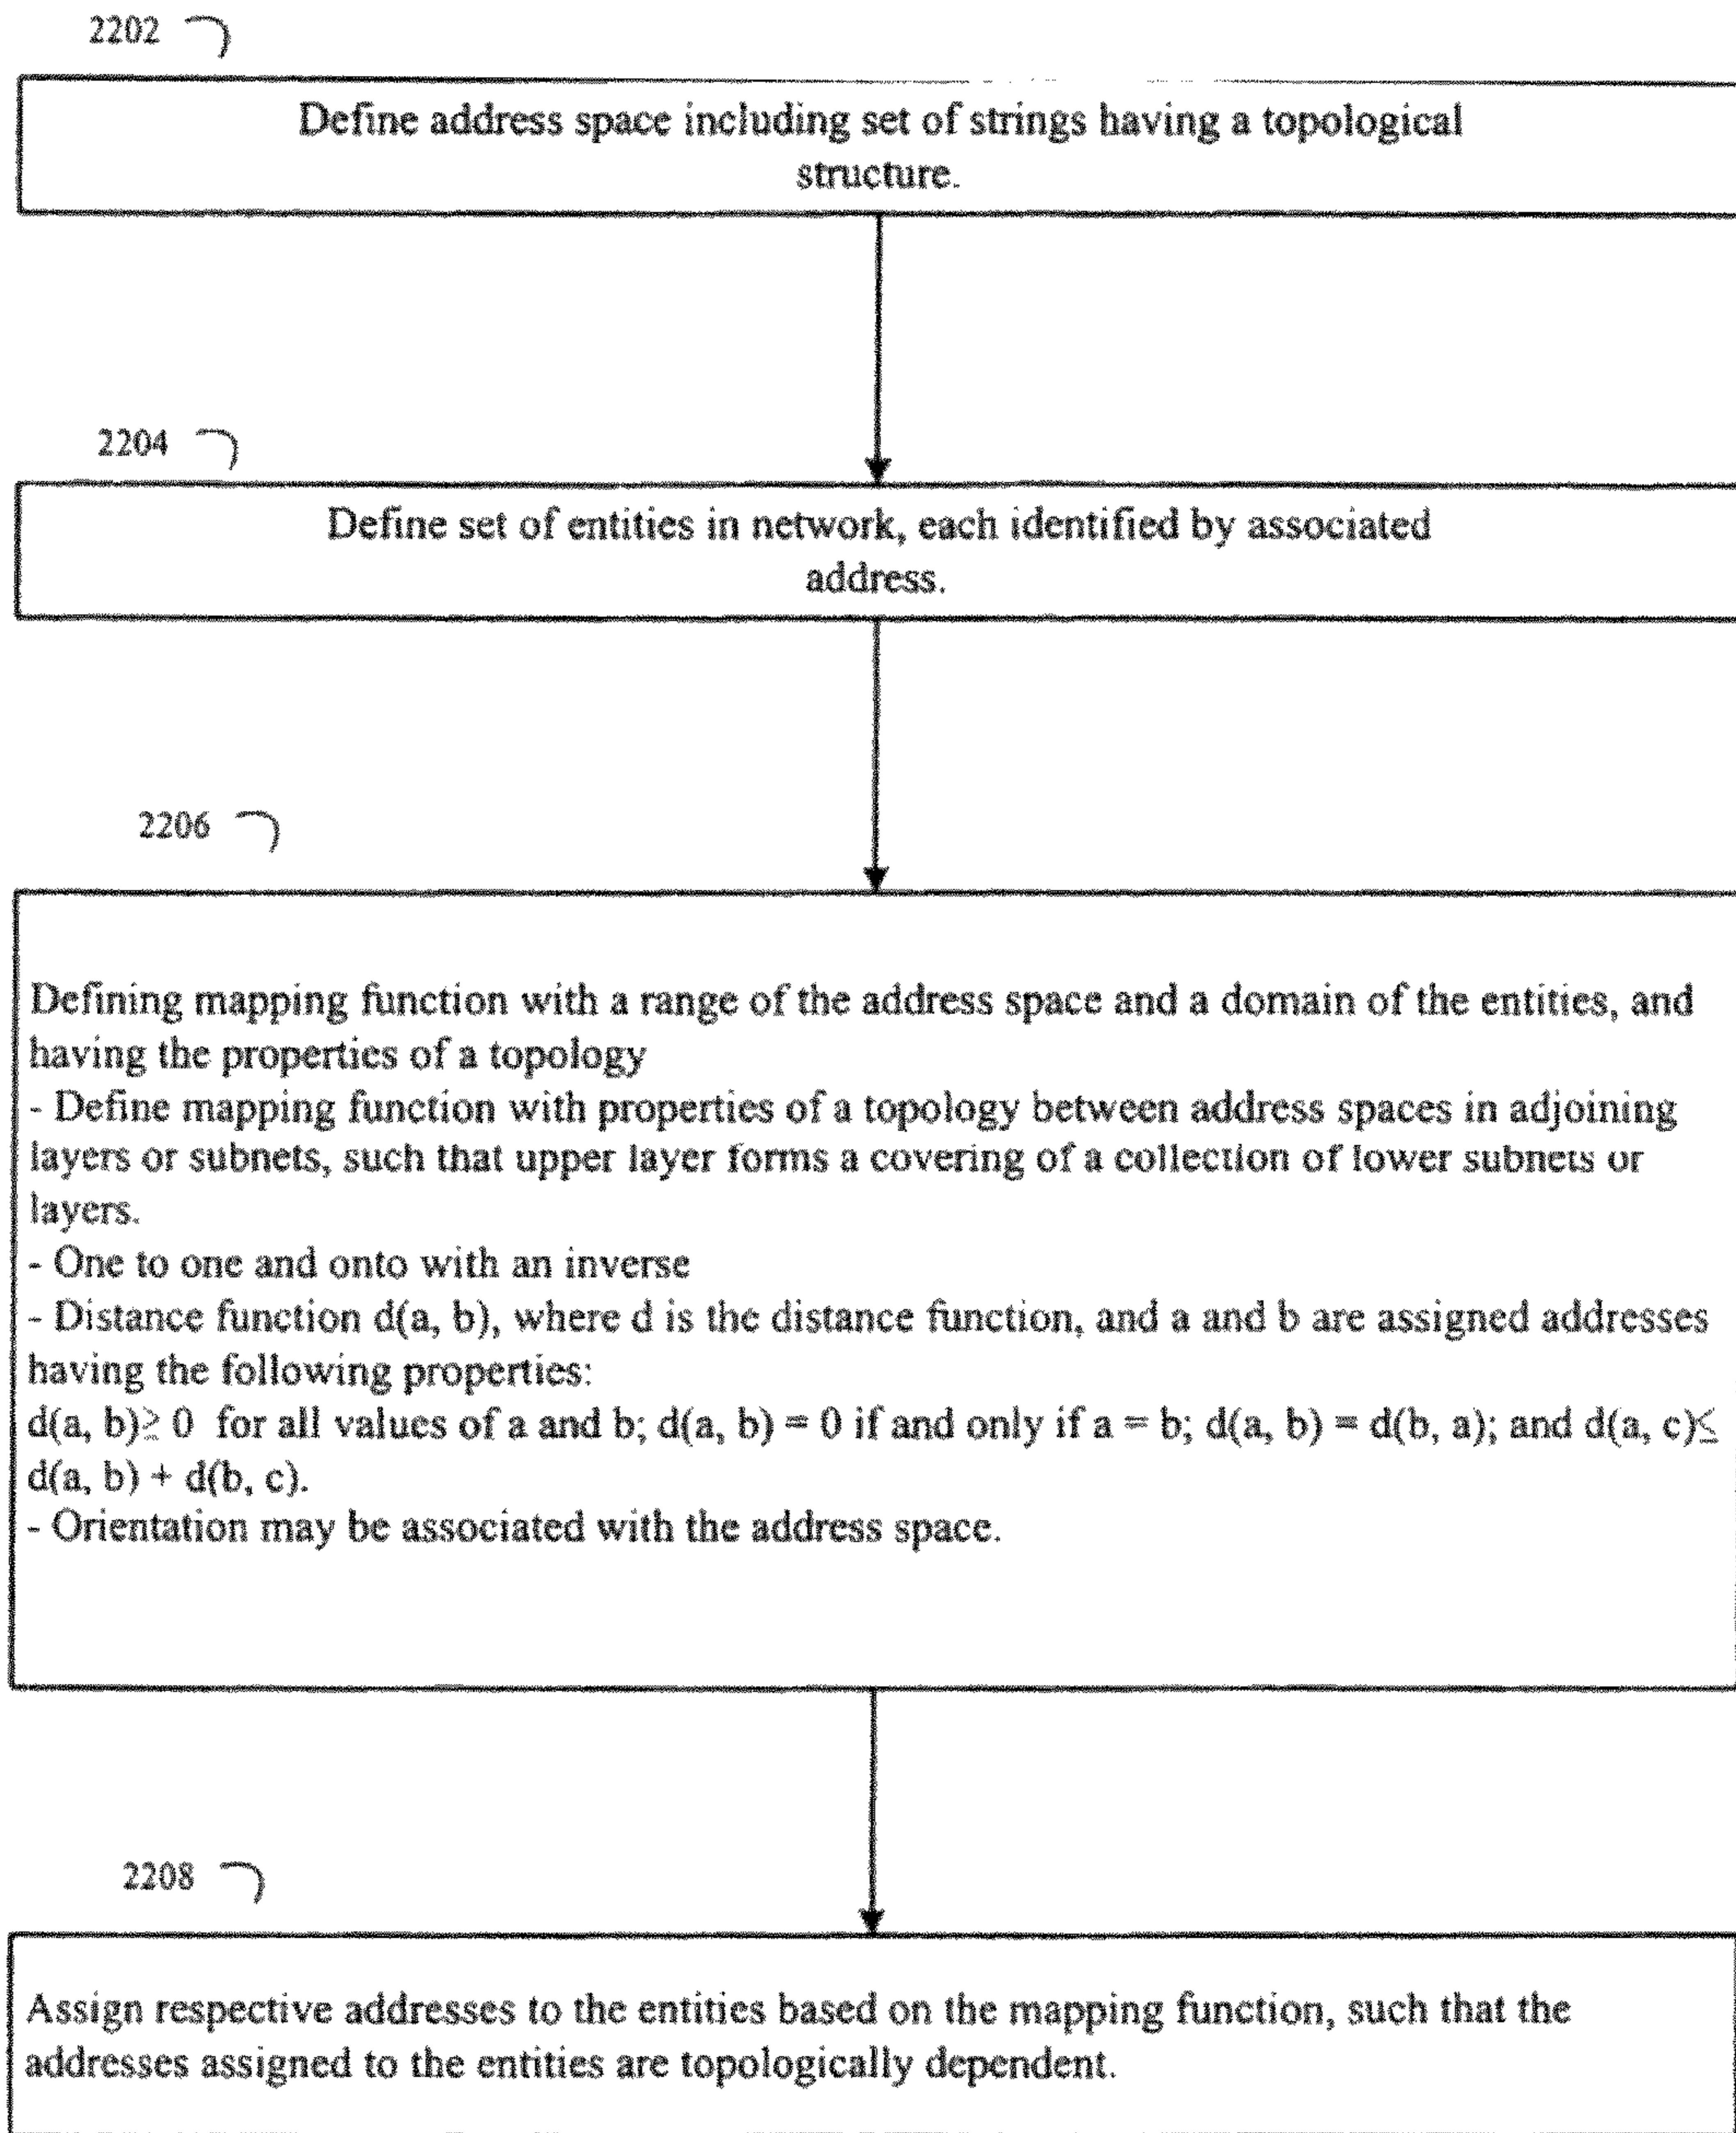 2202
Define address space including set of strings having a topological
structure.
2204
Define set of entities in network, each identified by associated
address.
2206
Defining mapping function with a range of the address space and a domain of the entities, and
having the properties of a topology
- Define mapping function with properties of a topology between address spaces in adjoining
layers or subnets, such that upper layer forms a covering of a collection of lower subnets or
layers.
- One to one and onto with an inverse
- Distance function d(a, b), where d is the distance function, and a and b are assigned addresses
having the following properties:
d(a, b)≥ 0 for all values of a and b; d(a, b) = 0 if and only if a = b; d(a, b) = d(b, a); and d(a, c)≤
d(a, b) + d(b, c).
- Orientation may be associated with the address space.
2208
Assign respective addresses to the entities based on the mapping function, such that the
addresses assigned to the entities are topologically dependent.